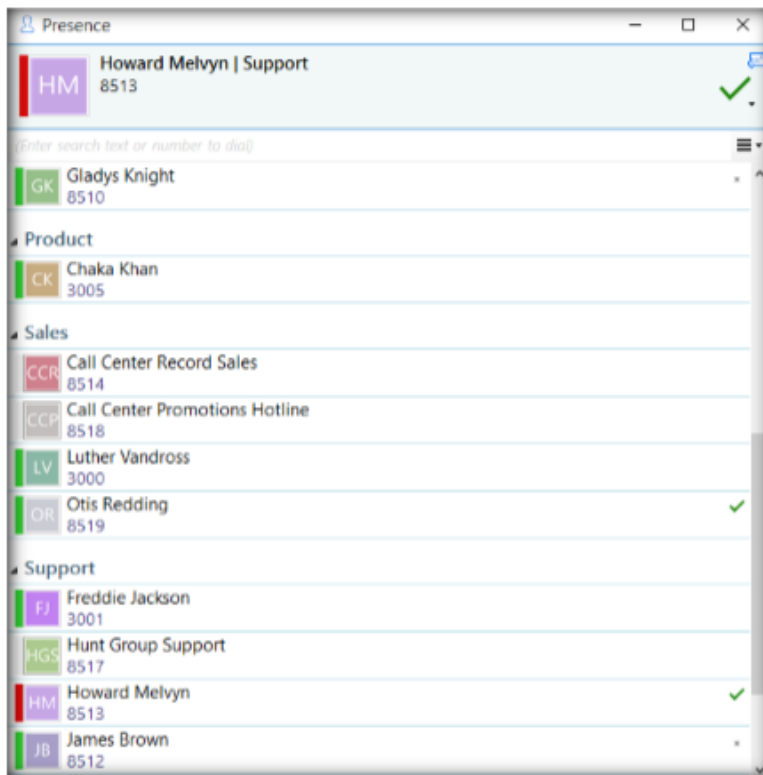 Presence
HM
Howard Melvyn | Support
8513
(Enter search text or number to dial)
GK
Gladys Knight
8510
Product
CK
Chaka Khan
3005
Sales
CCR
Call Center Record Sales
8514
CCP
Call Center Promotions Hotline
8518
LV
Luther Vandross
3000
OR
Otis Redding
8519
Support
FJ
Freddie Jackson
3001
HGS
Hunt Group Support
8517
HM
Howard Melvyn
8513
JB
James Brown
8512